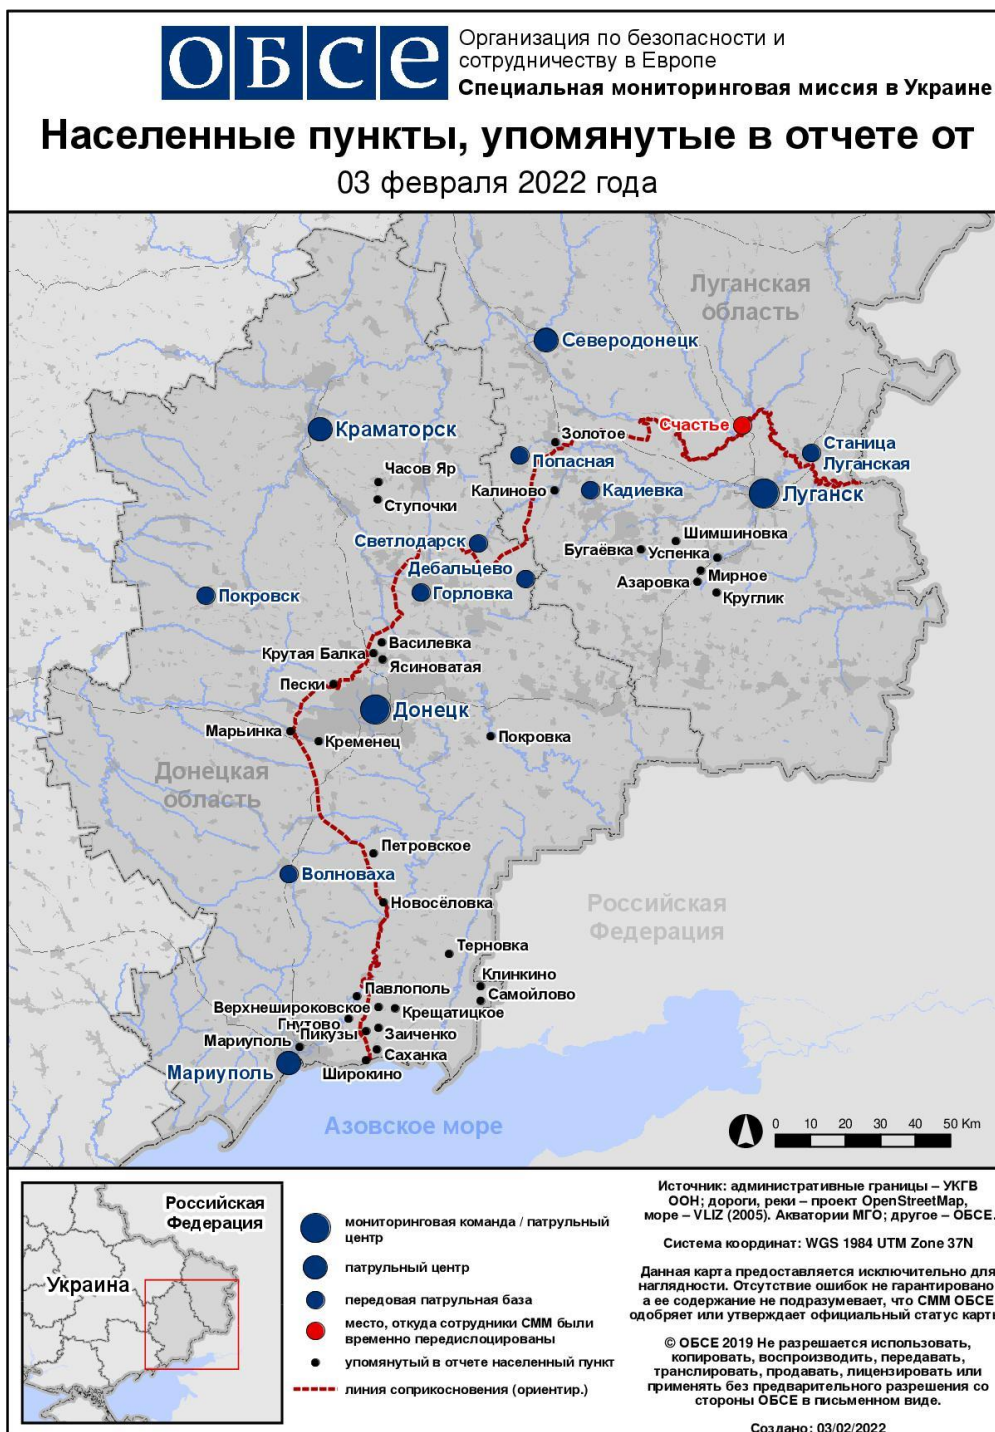 ОБСЕ
Организация по безопасности и
сотрудничеству в Европе
Специальная мониторинговая миссия в Украине
Населенные пункты, упомянутые в отчете от
03 февраля 2022 года
Луганская
область
Северодонецк
Счастье
Краматорск
Золотое
Станица
Луганская
Попасная
Часов Яр
Калиново
Кадиевка
Луганск
Ступочки
Светлодарск
Шимшиновка
Бугаёвка
Успенка
Дебальцево
Мирное
Азаровка
Покровск
Горловка
Круглик
Василевка
Крутая Балка
Ясиноватая
Пески
Донецк
Марьинка
Кременец
Покровка
Донецкая
область
Петровское
Волноваха
Новосёловка
Российская
Федерация
Терновка
Клинкино
Павлополь
Самойлово
Верхнешироковское
Крещатицкое
Гнутово
Пикузы
Заиченко
Мариуполь
Саханка
Мариуполь
Широкино
Азовское море
0 10 20 30 40 50 Km
Российская
Федерация
Украина
мониторинговая команда / патрульный
центр
патрульный центр
передовая патрульная база
место, откуда сотрудники СММ были
временно передислоцированы
упомянутый в отчете населенный пункт
линия соприкосновения (ориентир.)
Источник: административные границы – УКГВ
ООН; дороги, реки – проект OpenStreetMap,
море – VLIZ (2005). Акватории МГО; другое – ОБСЕ.
Система координат: WGS 1984 UTM Zone 37N
Данная карта предоставляется исключительно для
наглядности. Отсутствие ошибок не гарантировано
а ее содержание не подразумевает, что СММ ОБСЕ
одобряет или утверждает официальный статус карт
© ОБСЕ 2019 Не разрешается использовать,
копировать, воспроизводить, передавать,
транслировать, продавать, лицензировать или
применять без предварительного разрешения со
стороны ОБСЕ в письменном виде.
Создано: 03/02/2022